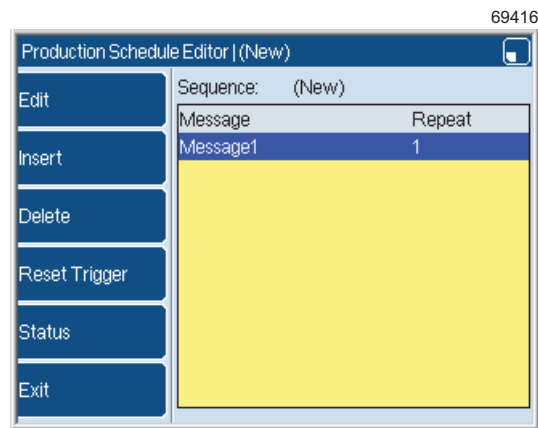 69416
Production Schedule Editor | (New)
Edit
Insert
Delete
Reset Trigger
Status
Exit
Sequence: (New)
Message Repeat
Message1 1